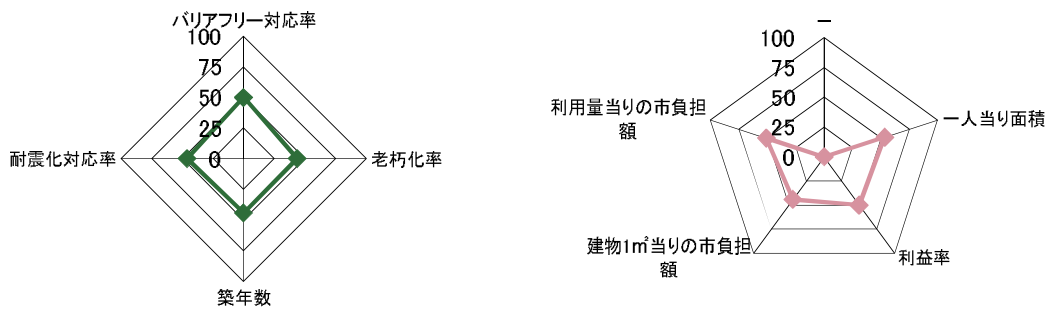 バリアフリー対応率
100
75
50
25
0
耐震化対応率
老朽化率
築年数
ー
100
75
50
25
0
利用量当りの市負担
額
一人当り面積
建物1㎡当りの市負担
額
利益率